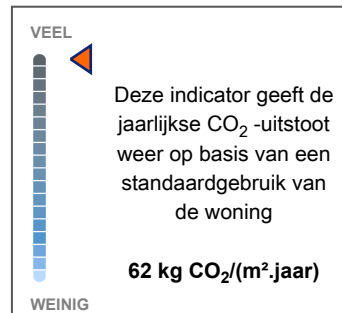 VEEL
Deze indicator geeft de
jaarlijkse CO₂ -uitstoot
weer op basis van een
standaardgebruik van
de woning
62 kg CO₂/(m².jaar)
WEINIG